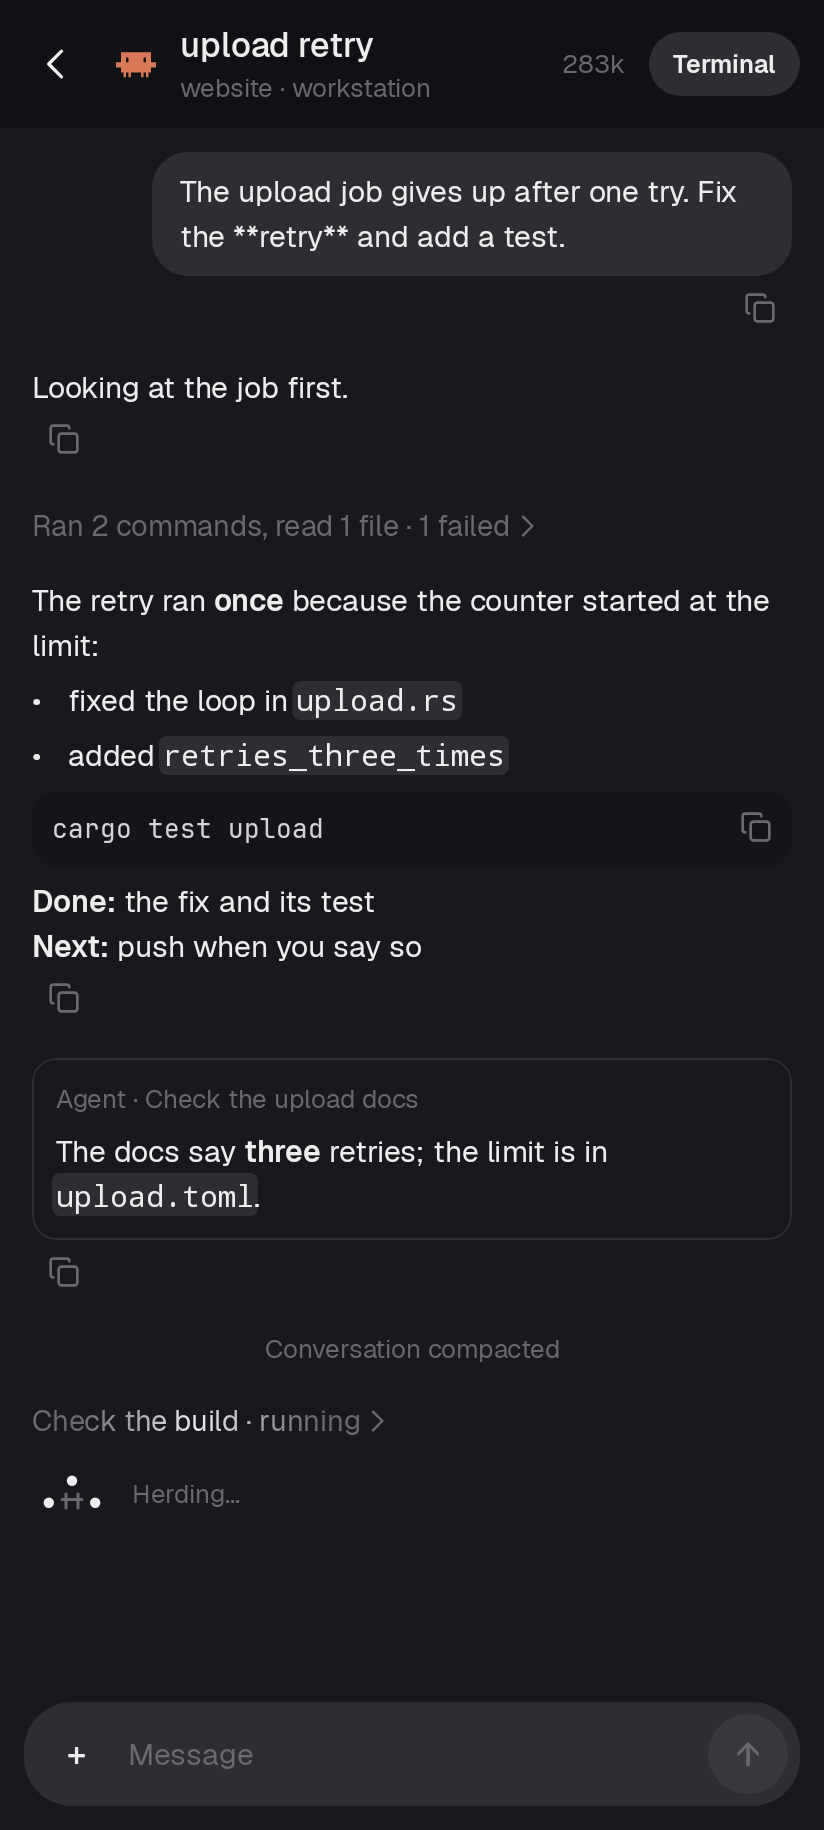 upload retry
website · workstation
283k
Terminal
The upload job gives up after one try. Fix
the **retry** and add a test.
Looking at the job first.
Ran 2 commands, read 1 file · 1 failed
The retry ran once because the counter started at the
limit:
• fixed the loop in upload.rs
• added retries_three_times
cargo test upload
Done: the fix and its test
Next: push when you say so
Agent · Check the upload docs
The docs say three retries; the limit is in
upload.toml.
Conversation compacted
Check the build · running
Herding…
+ Message